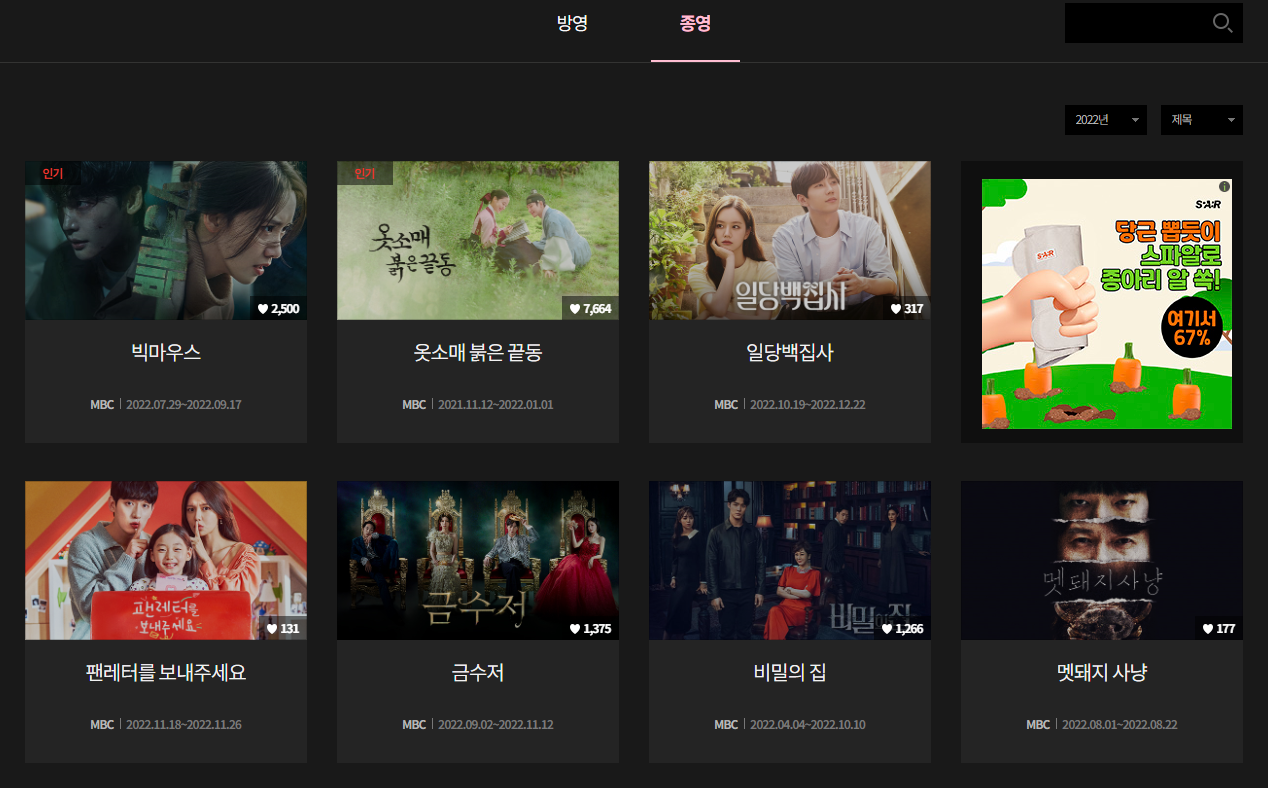 방영
종영
2022년
제목
인기
2,500
빅마우스
MBC | 2022.07.29~2022.09.17
인기
옷소매
붉은끝동
7,664
옷소매 붉은 끝동
MBC | 2021.11.12~2022.01.01
일당백집사
317
일당백집사
MBC | 2022.10.19~2022.12.22
SAR
당근 뽑듯이
스파알로
종아리 알 쏙!
SAR
여기서
67%
팬레터를
보내주세요
131
팬레터를 보내주세요
MBC | 2022.11.18~2022.11.26
금수저
1,375
금수저
MBC | 2022.09.02~2022.11.12
비밀의 집
1,266
비밀의 집
MBC | 2022.04.04~2022.10.10
멧돼지사냥
177
멧돼지 사냥
MBC | 2022.08.01~2022.08.22